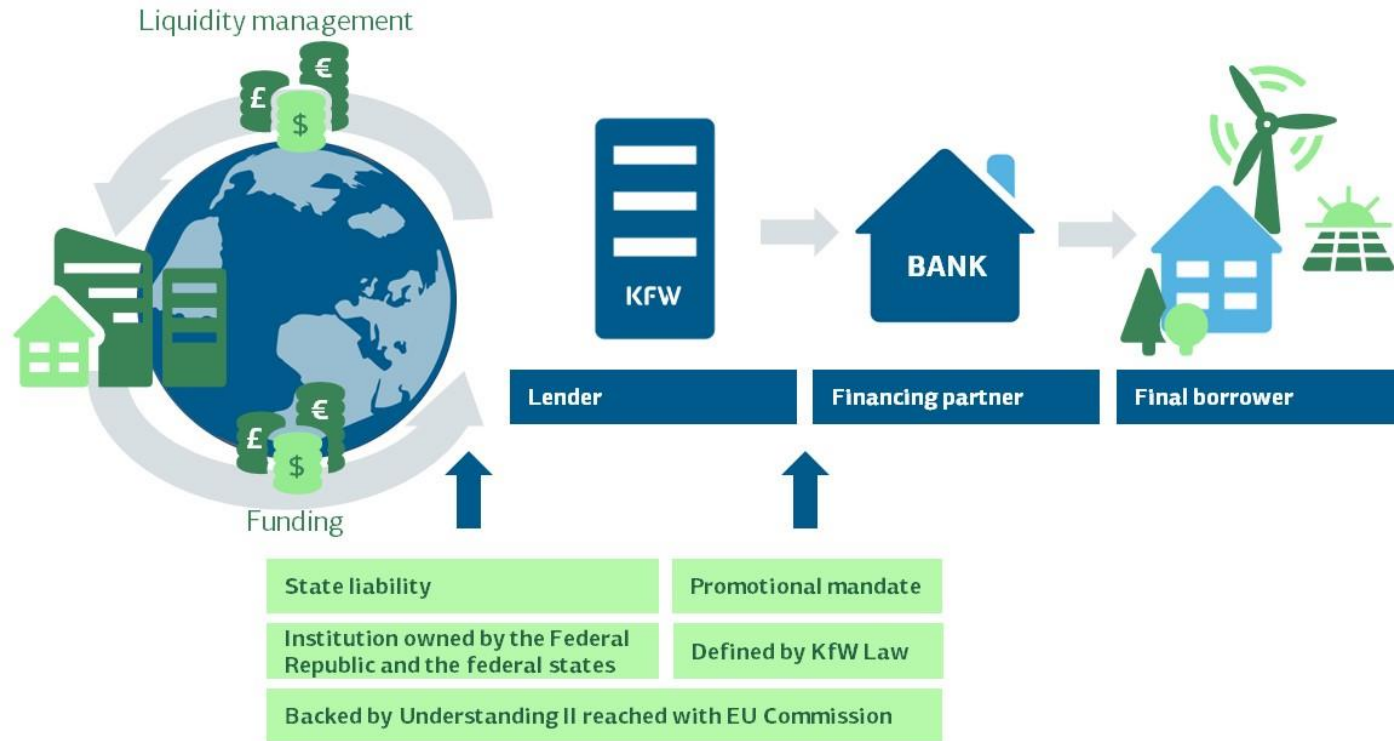 Liquidity management
€
£
$
KFW
BANK
Lender
Financing partner
Final borrower
€
£
$
Funding
State liability
Promotional mandate
Institution owned by the Federal
Republic and the federal states
Defined by KfW Law
Backed by Understanding II reached with EU Commission